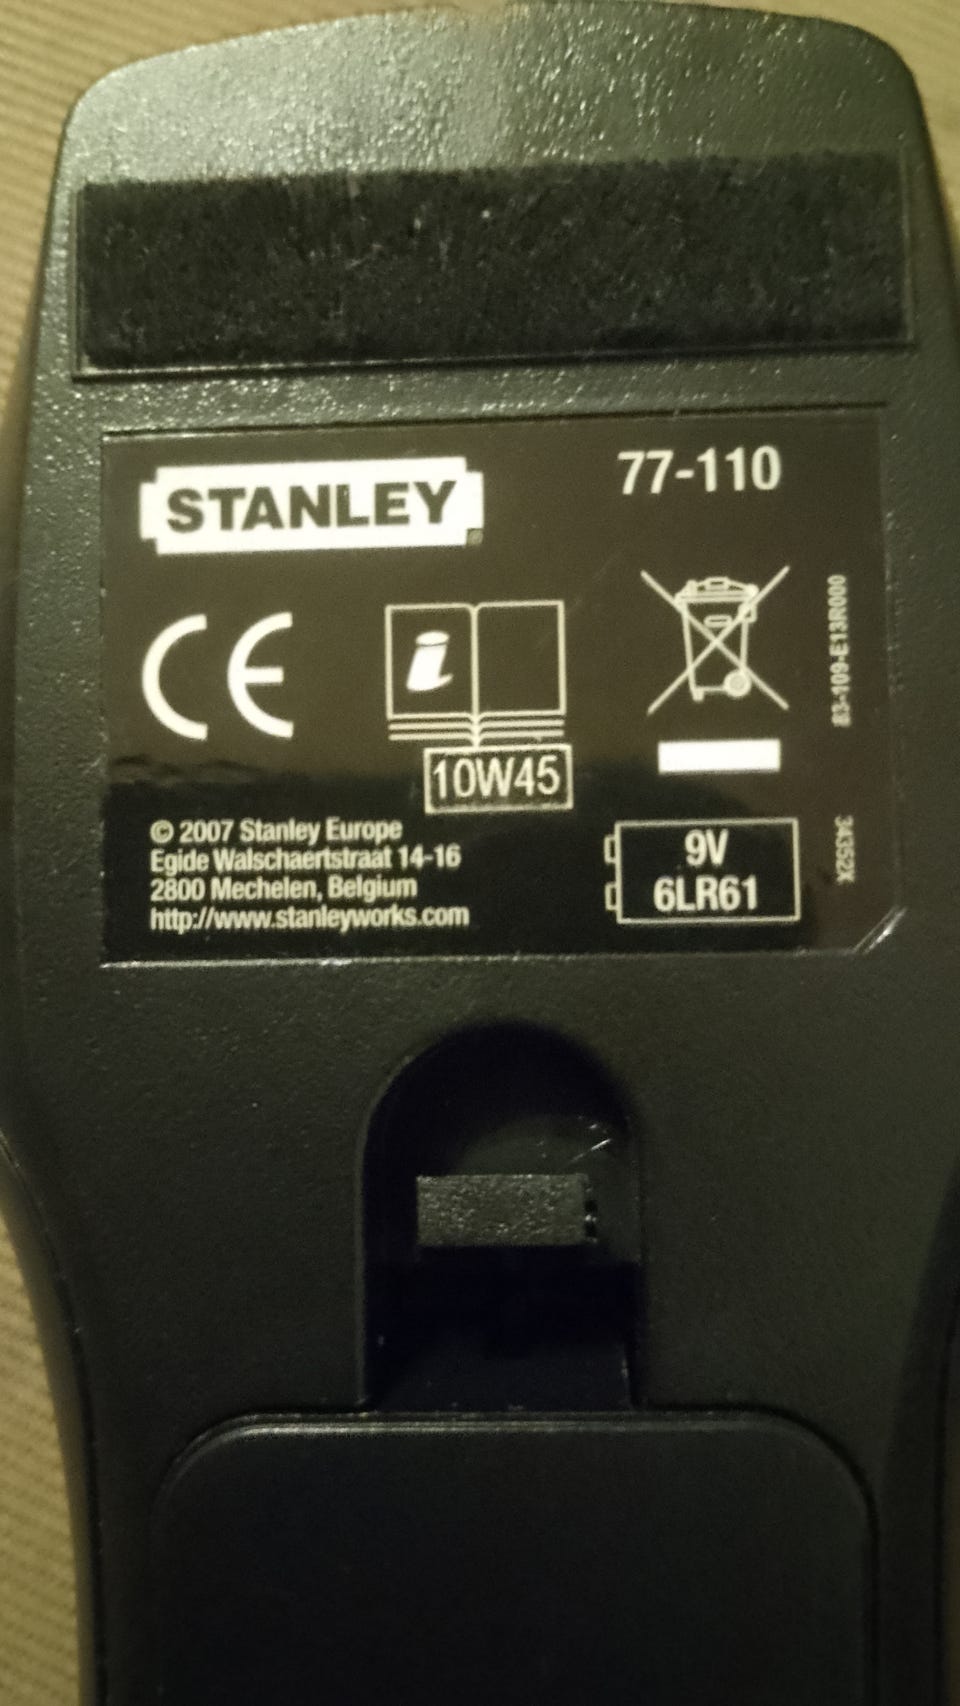 STANLEY
77-110
CE
i
10W45
© 2007 Stanley Europe
Egide Walschaertstraat 14-16
2800 Mechelen, Belgium
http://www.stanleyworks.com
9V
6LR61
83-109-E13R000
34352X